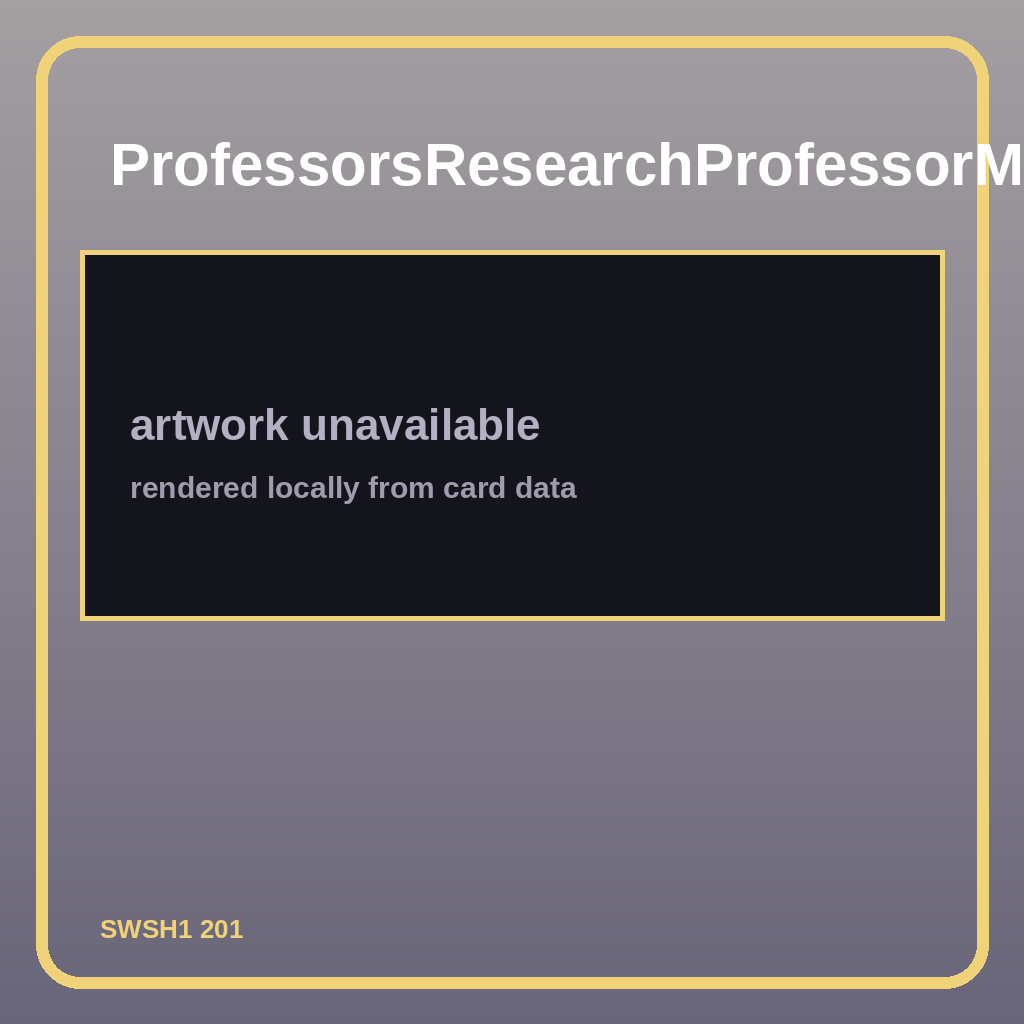 ProfessorsResearchProfessorM
artwork unavailable
rendered locally from card data
SWSH1 201